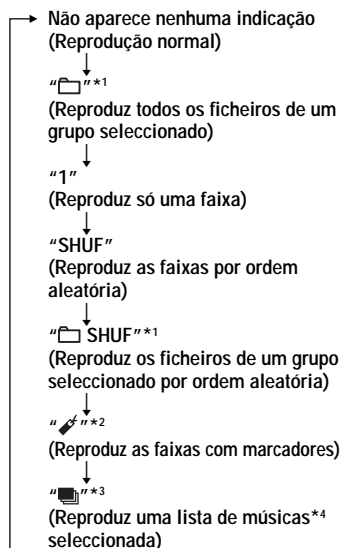 Não aparece nenhuma indicação
(Reprodução normal)
“ ”*1
(Reproduz todos os ficheiros de um
grupo seleccionado)
“1”
(Reproduz só uma faixa)
“SHUF”
(Reproduz as faixas por ordem
aleatória)
“ SHUF”*1
(Reproduz os ficheiros de um grupo
seleccionado por ordem aleatória)
“ ”*2
(Reproduz as faixas com marcadores)
“ ”*3
(Reproduz uma lista de músicas*4
seleccionada)